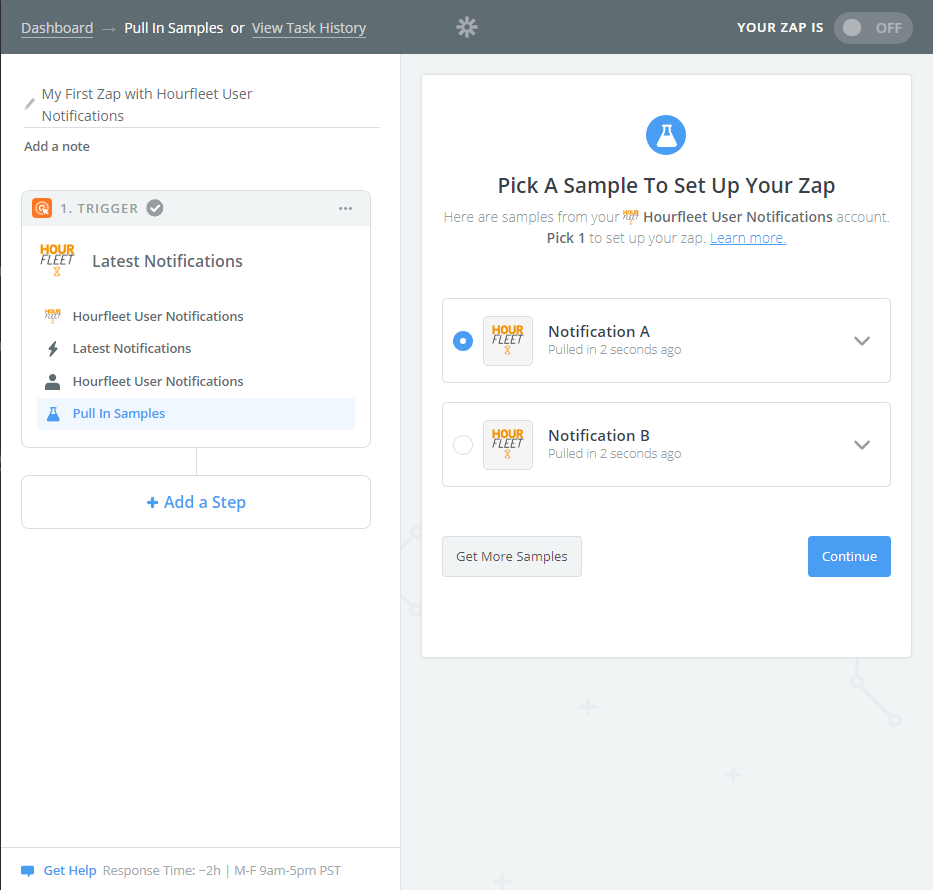 Dashboard → Pull In Samples or View Task History
YOUR ZAP IS OFF
My First Zap with Hourfleet User
Notifications
Add a note
1. TRIGGER
HOUR
FLEET
Latest Notifications
HOUR
FLEET
Hourfleet User Notifications
Latest Notifications
Hourfleet User Notifications
Pull In Samples
+ Add a Step
Get Help Response Time: ~2h | M-F 9am-5pm PST
Pick A Sample To Set Up Your Zap
Here are samples from your HOUR FLEET Hourfleet User Notifications account.
Pick 1 to set up your zap. Learn more.
HOUR
FLEET
Notification A
Pulled in 2 seconds ago
HOUR
FLEET
Notification B
Pulled in 2 seconds ago
Get More Samples
Continue